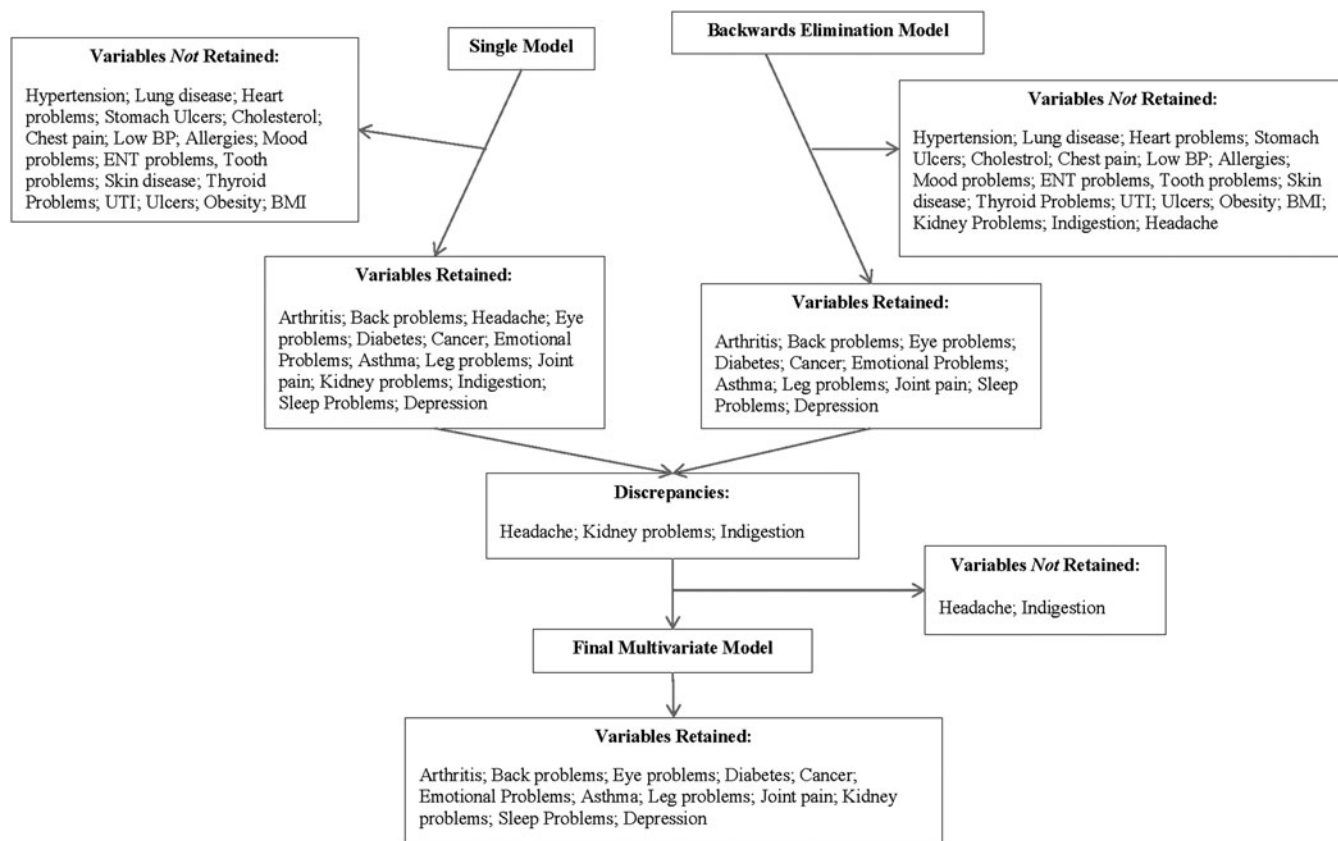 Single Model
Variables Not Retained:
Hypertension; Lung disease; Heart
problems; Stomach Ulcers; Cholesterol;
Chest pain; Low BP; Allergies; Mood
problems; ENT problems, Tooth
problems; Skin disease; Thyroid
Problems; UTI; Ulcers; Obesity; BMI
Variables Retained:
Arthritis; Back problems; Headache; Eye
problems; Diabetes; Cancer; Emotional
Problems; Asthma; Leg problems; Joint
pain; Kidney problems; Indigestion;
Sleep Problems; Depression
Backwards Elimination Model
Variables Not Retained:
Hypertension; Lung disease; Heart problems; Stomach
Ulcers; Cholestrol; Chest pain; Low BP; Allergies;
Mood problems; ENT problems, Tooth problems; Skin
disease; Thyroid Problems; UTI; Ulcers; Obesity; BMI;
Kidney Problems; Indigestion; Headache
Variables Retained:
Arthritis; Back problems; Eye problems;
Diabetes; Cancer; Emotional Problems;
Asthma; Leg problems; Joint pain; Sleep
Problems; Depression
Discrepancies:
Headache; Kidney problems; Indigestion
Variables Not Retained:
Headache; Indigestion
Final Multivariate Model
Variables Retained:
Arthritis; Back problems; Eye problems; Diabetes; Cancer;
Emotional Problems; Asthma; Leg problems; Joint pain; Kidney
problems; Sleep Problems; Depression